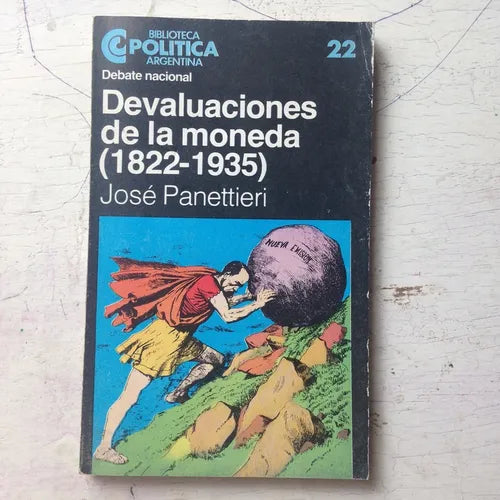 BIBLIOTECA
POLITICA
ARGENTINA
22
Debate nacional
Devaluaciones
de la moneda
(1822-1935)
José Panettieri
NUEVA EMISION